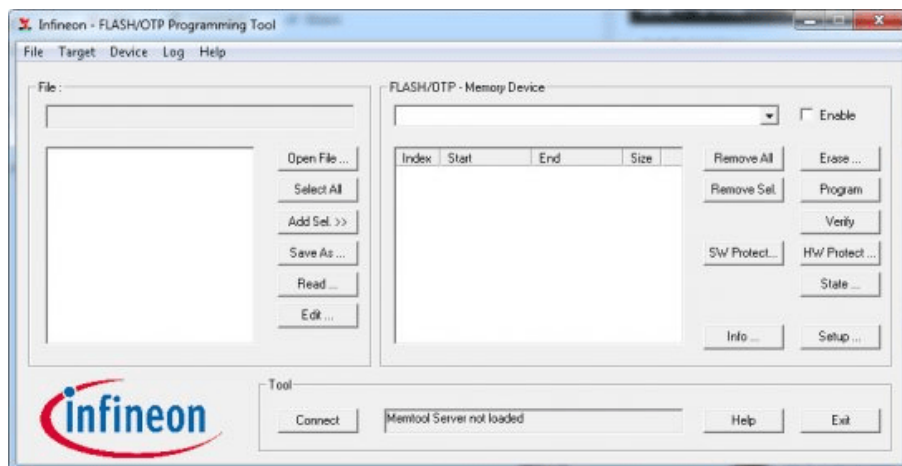 Infineon - FLASH/OTP Programming Tool
File Target Device Log Help
File :
FLASH/OTP - Memory Device
Enable
Open File ...
Select All
Add Sel. >>
Save As ...
Read ...
Edit ...
Index Start End Size
Remove All
Erase ...
Remove Sel.
Program
Verify
SW Protect...
HW Protect ...
State ...
Info ...
Setup ...
infineon
Tool
Connect
Memtool Server not loaded
Help
Exit